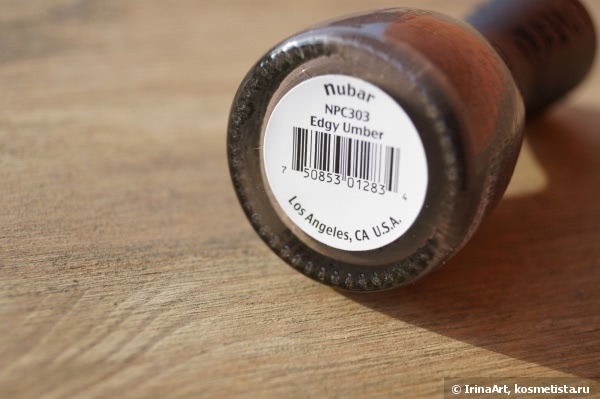 nubar
NPC303
Edgy Umber
7 50853 01283 4
Los Angeles, CA U.S.A.
© IrinaArt, kosmetista.ru